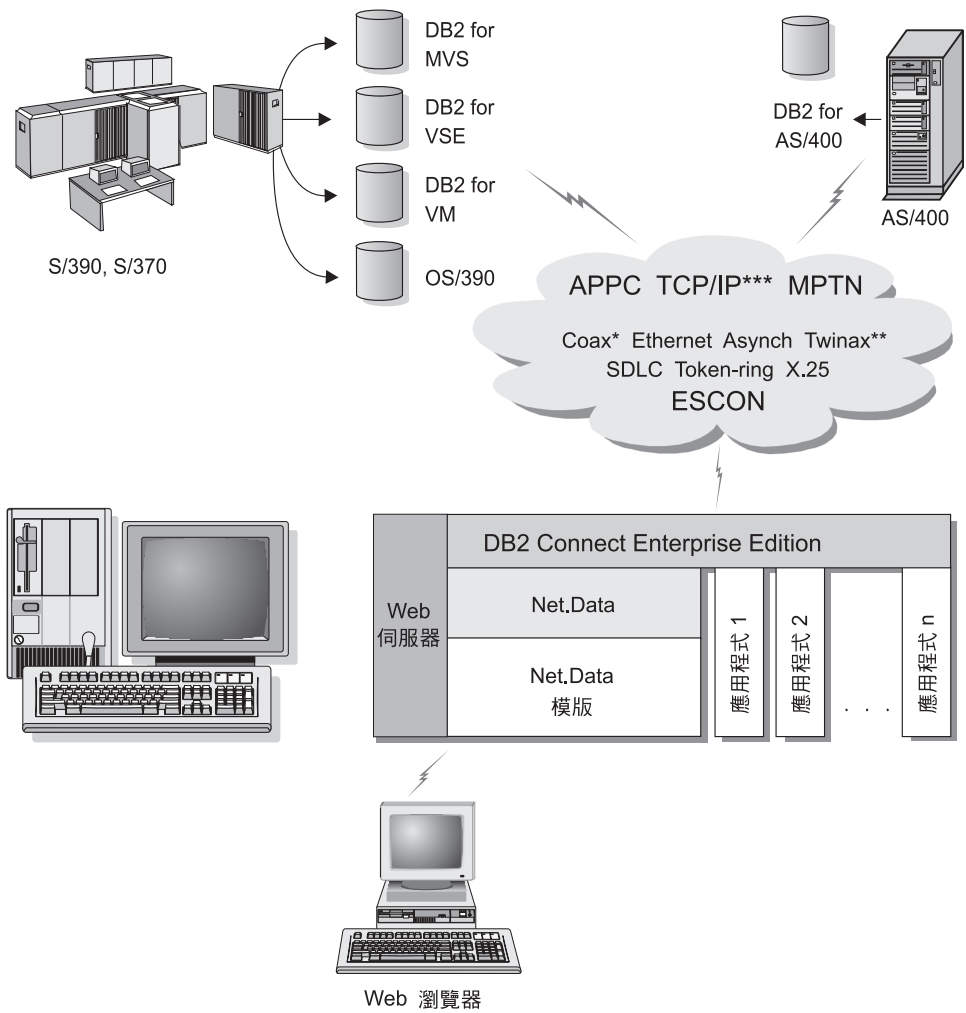 DB2 for
MVS
DB2 for
VSE
DB2 for
VM
OS/390
S/390, S/370
DB2 for
AS/400
AS/400
APPC TCP/IP*** MPTN
Coax* Ethernet Asynch Twinax**
SDLC Token-ring X.25
ESCON
DB2 Connect Enterprise Edition
Web
伺服器
Net.Data
Net.Data
模版
應用程式 1
應用程式 2
. . .
應用程式 n
Web 瀏覽器